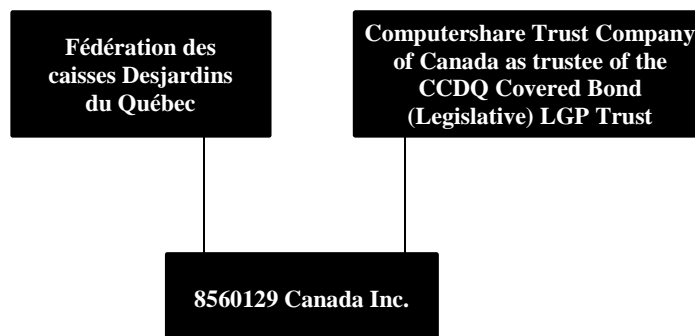 Fédération des
caisses Desjardins
du Québec
Computershare Trust Company
of Canada as trustee of the
CCDQ Covered Bond
(Legislative) LGP Trust
8560129 Canada Inc.